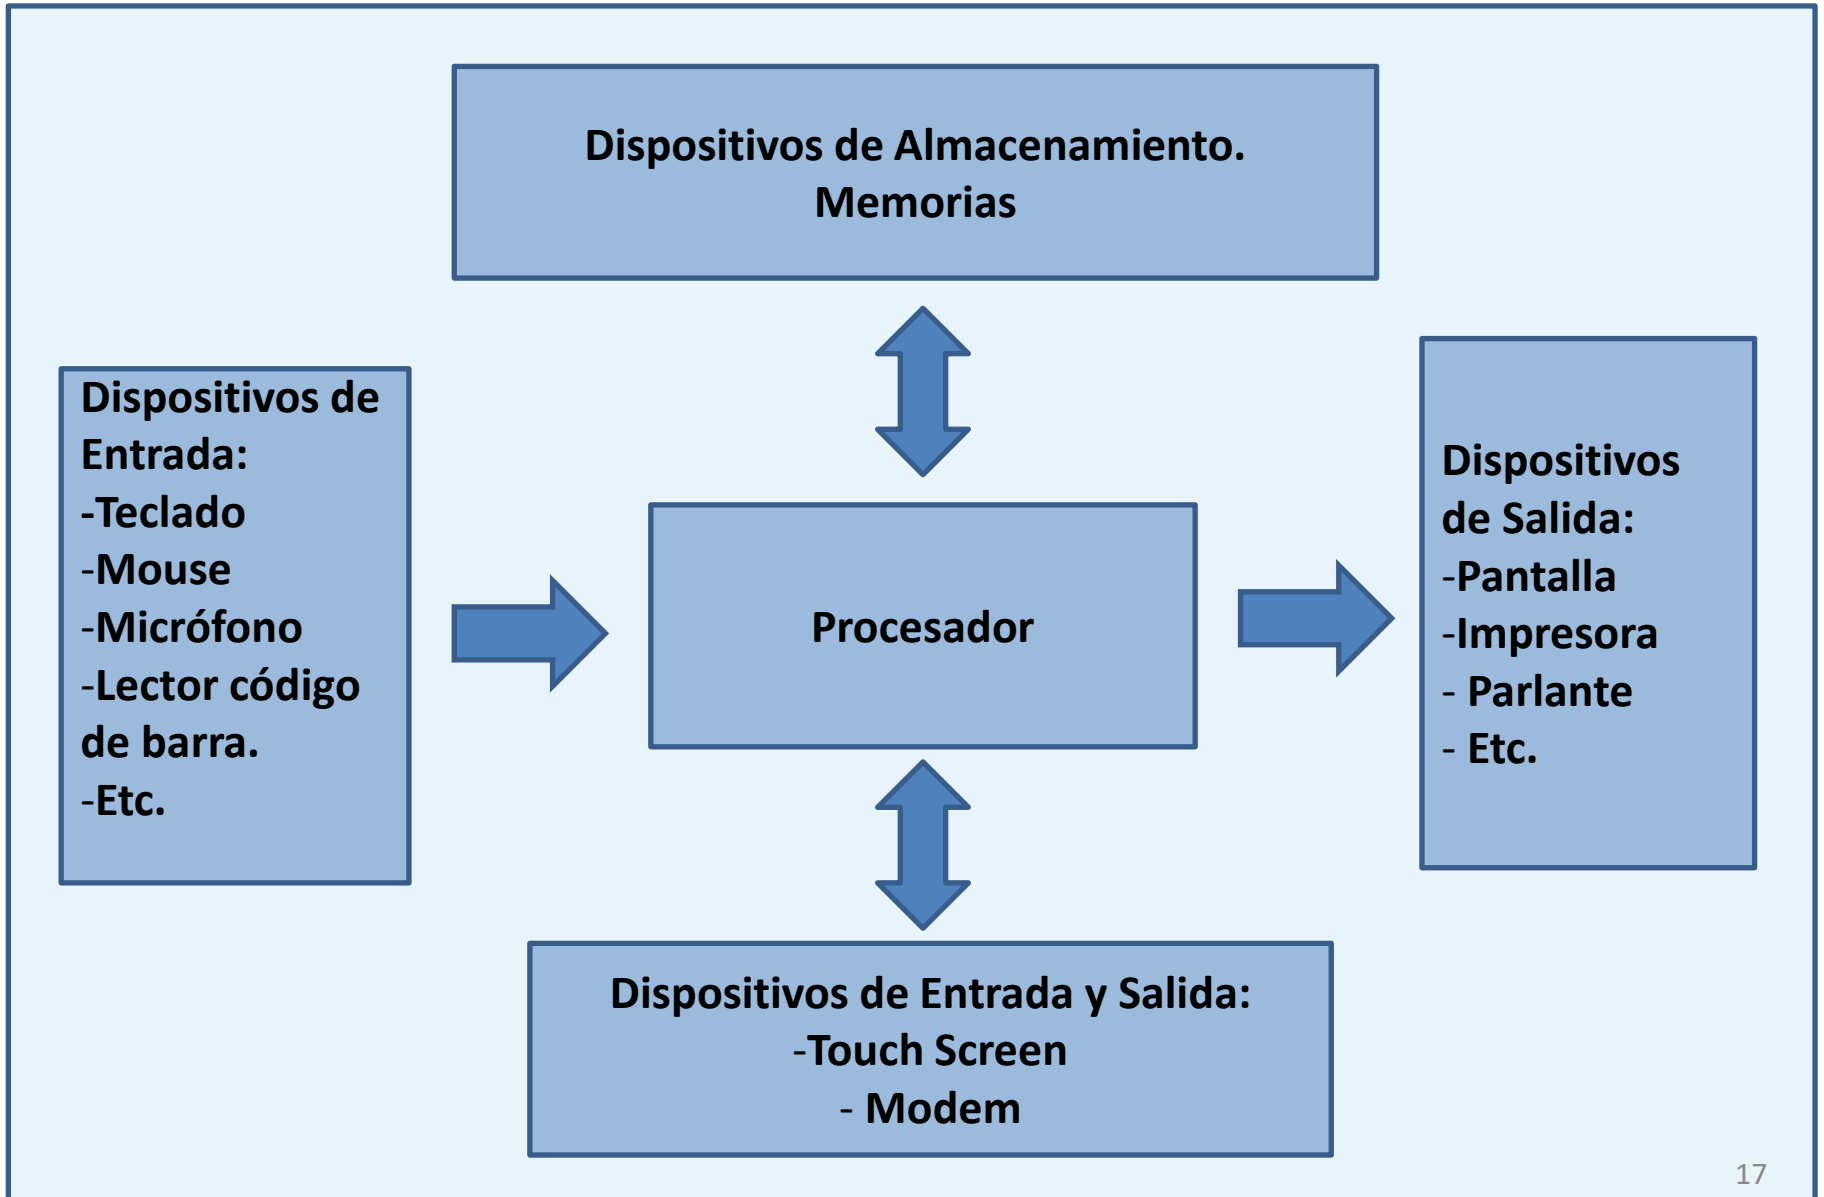 Dispositivos de Almacenamiento.
Memorias
Dispositivos de
Entrada:
-Teclado
-Mouse
-Micrófono
-Lector código
de barra.
-Etc.
Procesador
Dispositivos
de Salida:
-Pantalla
-Impresora
- Parlante
- Etc.
Dispositivos de Entrada y Salida:
-Touch Screen
- Modem
17